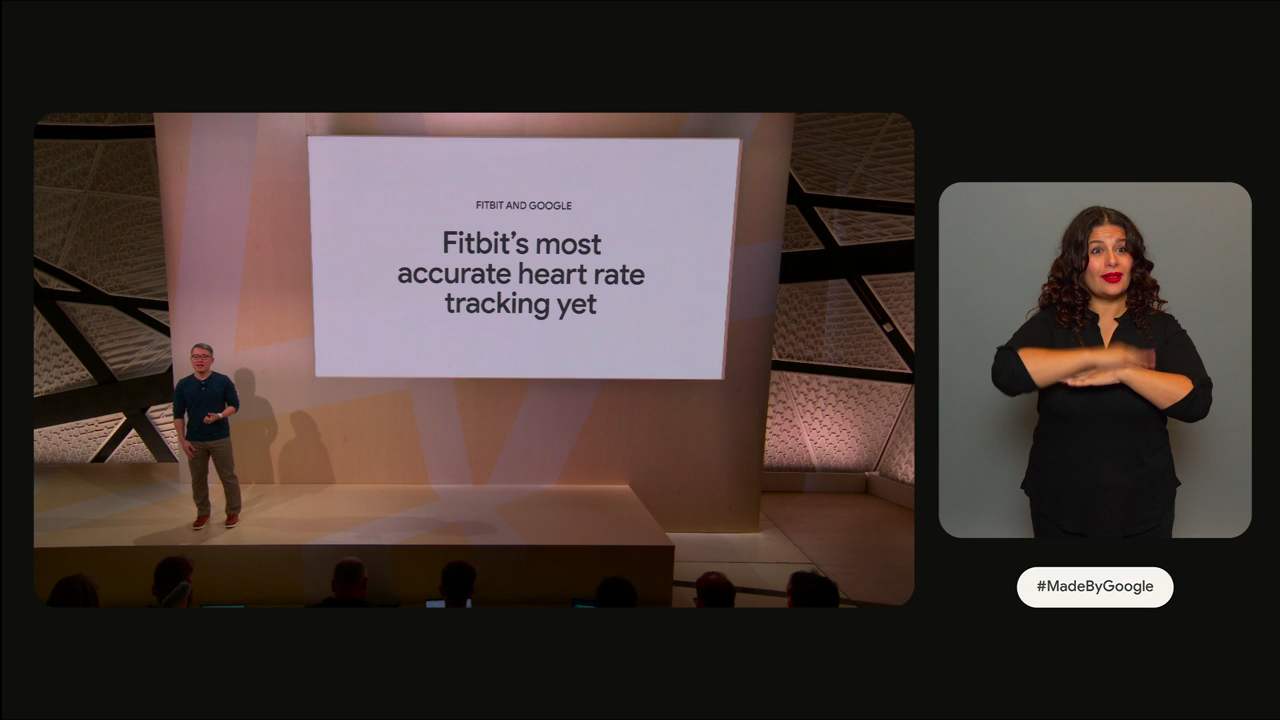 FITBIT AND GOOGLE
Fitbit’s most
accurate heart rate
tracking yet
#MadeByGoogle